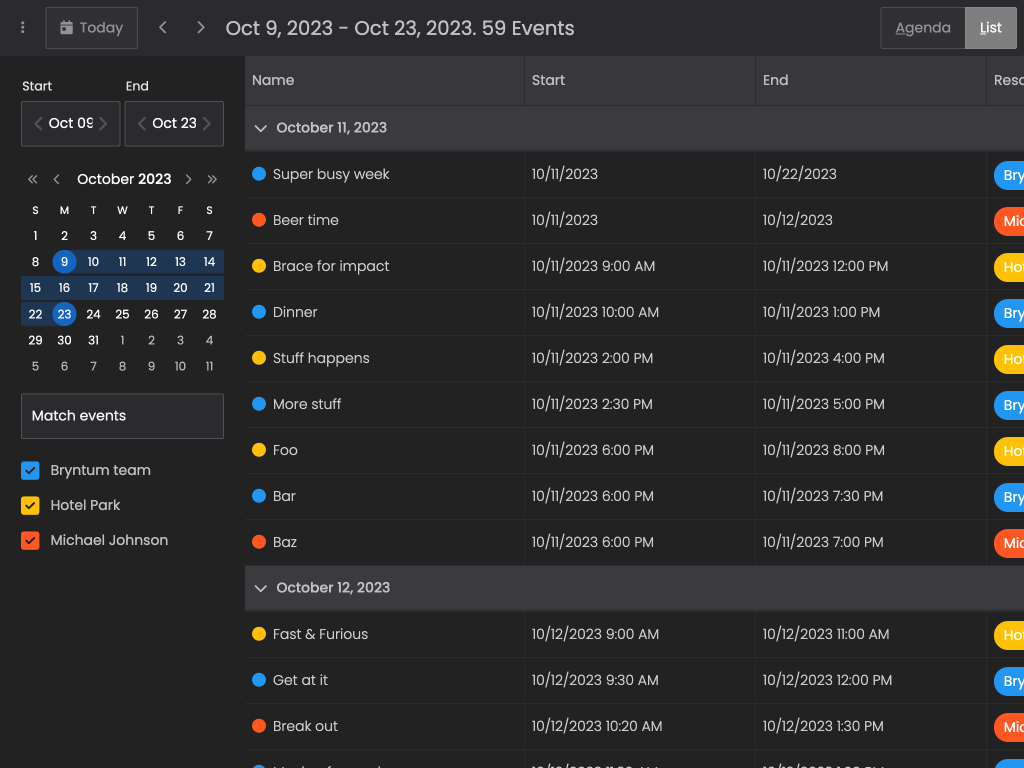 Today
Oct 9, 2023 - Oct 23, 2023. 59 Events
Agenda
List
Start
End
Oct 09
Oct 23
October 2023
S M T W T F S
1 2 3 4 5 6 7
8 9 10 11 12 13 14
15 16 17 18 19 20 21
22 23 24 25 26 27 28
29 30 31 1 2 3 4
5 6 7 8 9 10 11
Match events
Bryntum team
Hotel Park
Michael Johnson
Name Start End Reso
October 11, 2023
Super busy week 10/11/2023 10/22/2023 Bry
Beer time 10/11/2023 10/12/2023 Mic
Brace for impact 10/11/2023 9:00 AM 10/11/2023 12:00 PM Hot
Dinner 10/11/2023 10:00 AM 10/11/2023 1:00 PM Bry
Stuff happens 10/11/2023 2:00 PM 10/11/2023 4:00 PM Hot
More stuff 10/11/2023 2:30 PM 10/11/2023 5:00 PM Bry
Foo 10/11/2023 6:00 PM 10/11/2023 8:00 PM Hot
Bar 10/11/2023 6:00 PM 10/11/2023 7:30 PM Bry
Baz 10/11/2023 6:00 PM 10/11/2023 7:00 PM Mic
October 12, 2023
Fast & Furious 10/12/2023 9:00 AM 10/12/2023 11:00 AM Hot
Get at it 10/12/2023 9:30 AM 10/12/2023 12:00 PM Bry
Break out 10/12/2023 10:20 AM 10/12/2023 1:30 PM Mic